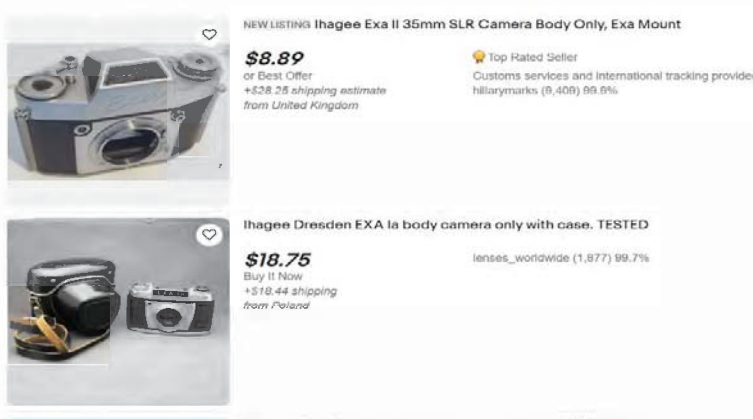 NEW LISTING Ihagee Exa II 35mm SLR Camera Body Only, Exa Mount
$8.89
or Best Offer
+$28.25 shipping estimate
from United Kingdom
Top Rated Seller
Customs services and international tracking provided
hillarymarks (9,409) 99.9%
Ihagee Dresden EXA Ia body camera only with case. TESTED
$18.75
Buy It Now
+$18.44 shipping
from Poland
lenses_worldwide (1,877) 99.7%